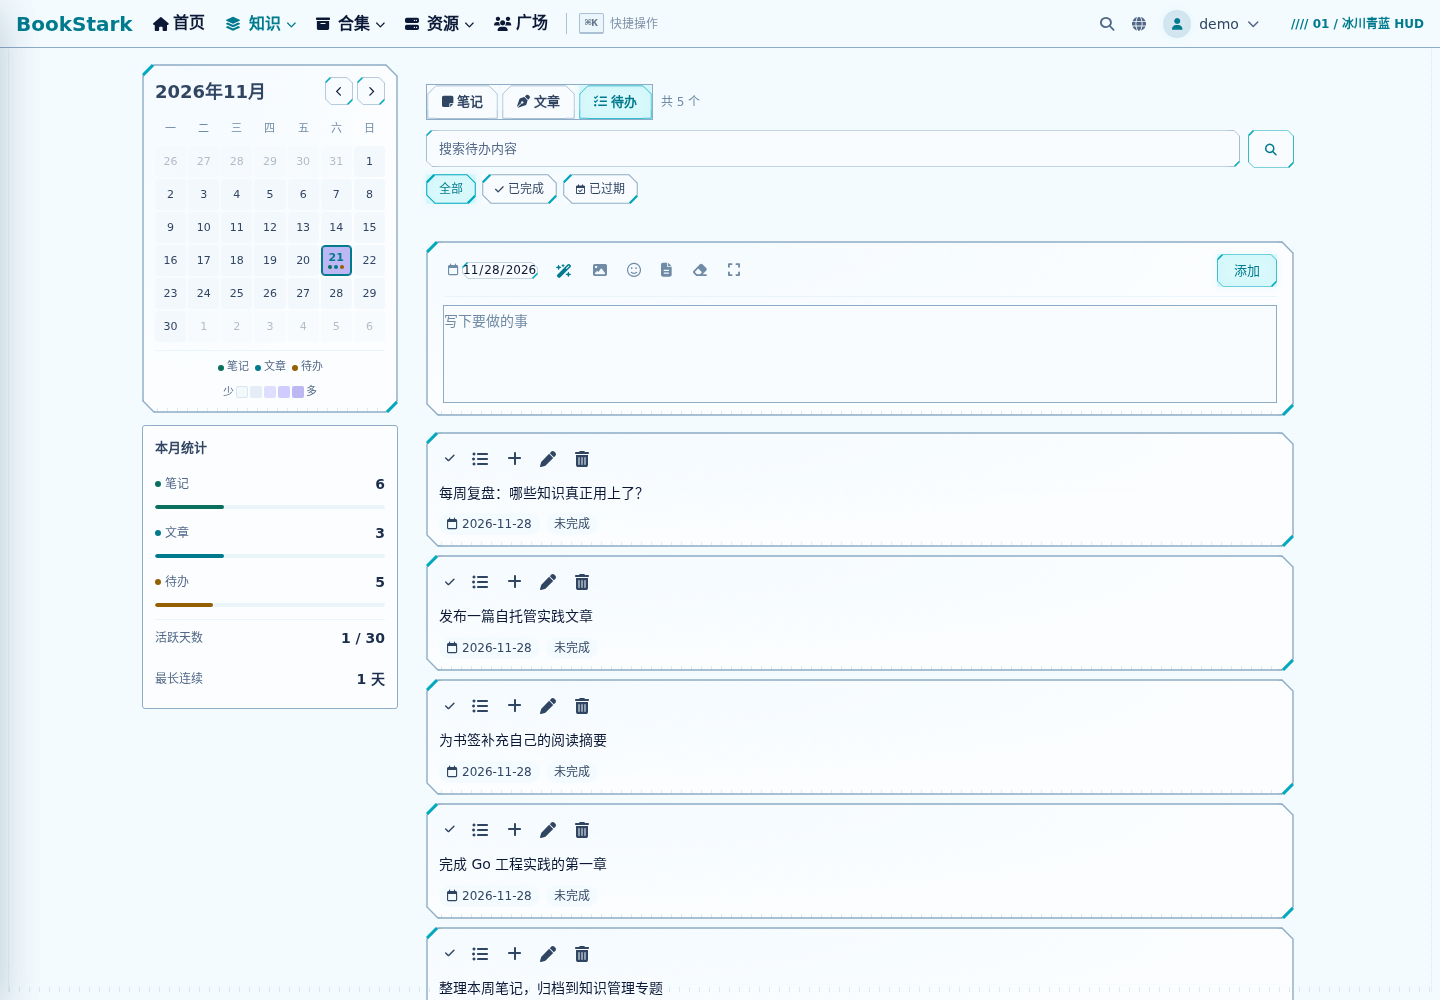 BookStark 首页 知识 合集 资源 广场 ⌘K 快捷操作 demo //// 01 / 冰川青蓝 HUD
2026年11月
一 二 三 四 五 六 日
26 27 28 29 30 31 1
2 3 4 5 6 7 8
9 10 11 12 13 14 15
16 17 18 19 20 21 22
23 24 25 26 27 28 29
30 1 2 3 4 5 6
笔记 文章 待办
少 多
本月统计
笔记 6
文章 3
待办 5
活跃天数 1 / 30
最长连续 1 天
笔记 文章 待办 共 5 个
搜索待办内容
全部 已完成 已过期
11/28/2026 添加
写下要做的事
每周复盘：哪些知识真正用上了？
2026-11-28 未完成
发布一篇自托管实践文章
2026-11-28 未完成
为书签补充自己的阅读摘要
2026-11-28 未完成
完成 Go 工程实践的第一章
2026-11-28 未完成
整理本周笔记，归档到知识管理专题